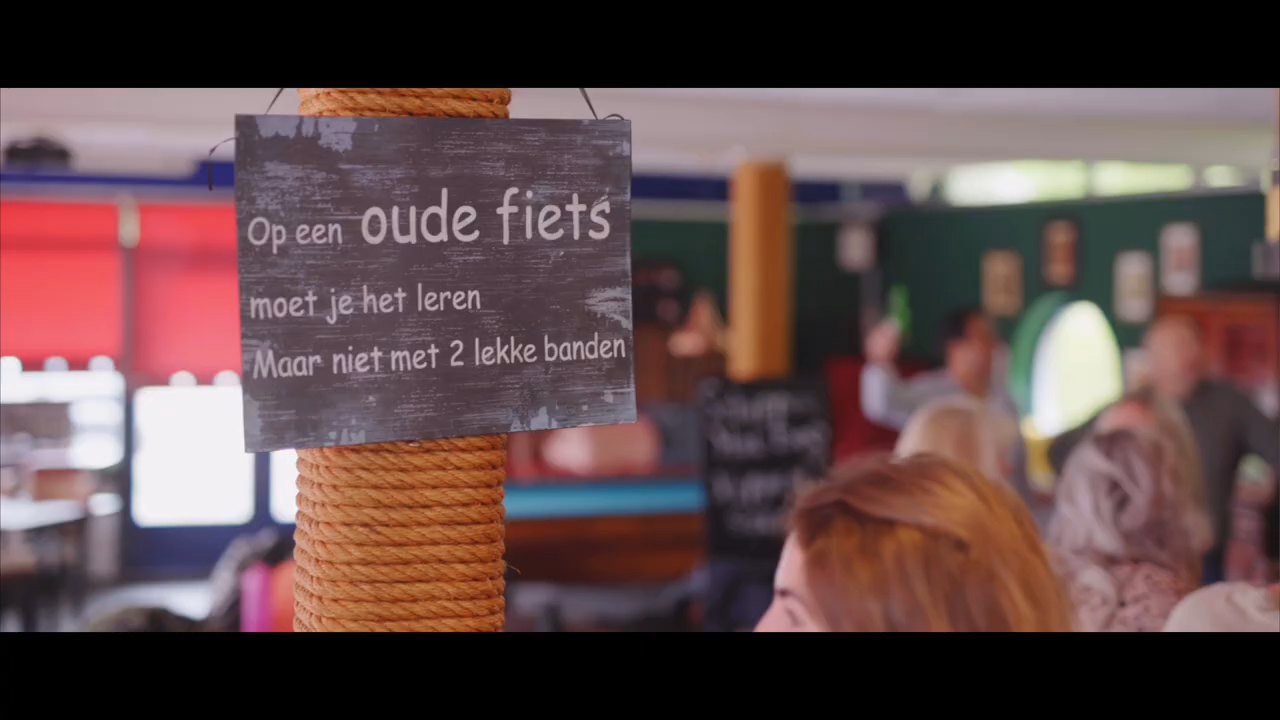 Op een oude fiets
moet je het leren
Maar niet met 2 lekke banden